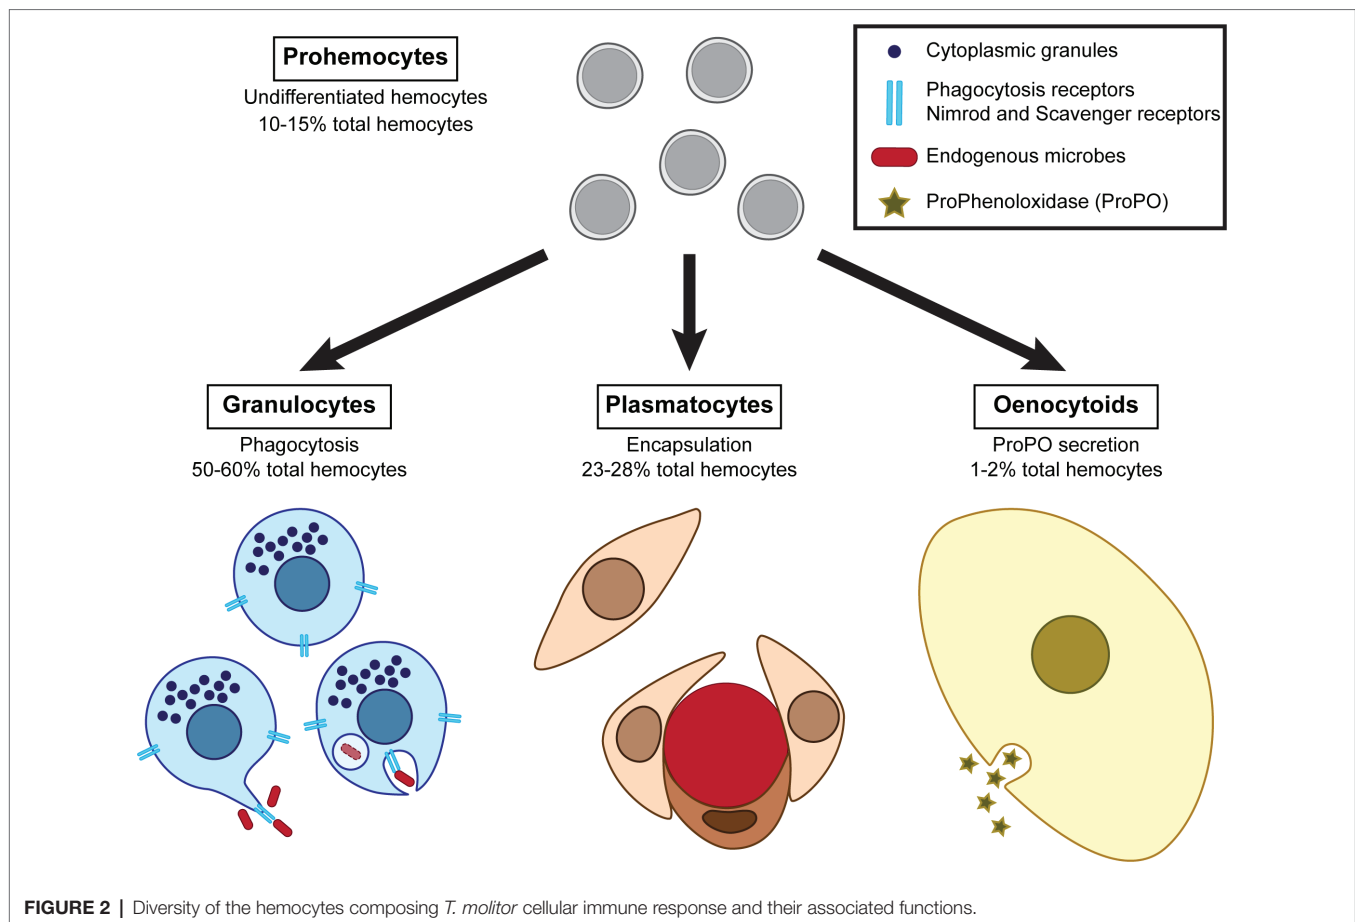 Prohemocytes
Undifferentiated hemocytes
10-15% total hemocytes
Cytoplasmic granules
Phagocytosis receptors
Nimrod and Scavenger receptors
Endogenous microbes
ProPhenoloxidase (ProPO)
Granulocytes
Phagocytosis
50-60% total hemocytes
Plasmatocytes
Encapsulation
23-28% total hemocytes
Oenocytoids
ProPO secretion
1-2% total hemocytes
FIGURE 2 | Diversity of the hemocytes composing T. molitor cellular immune response and their associated functions.